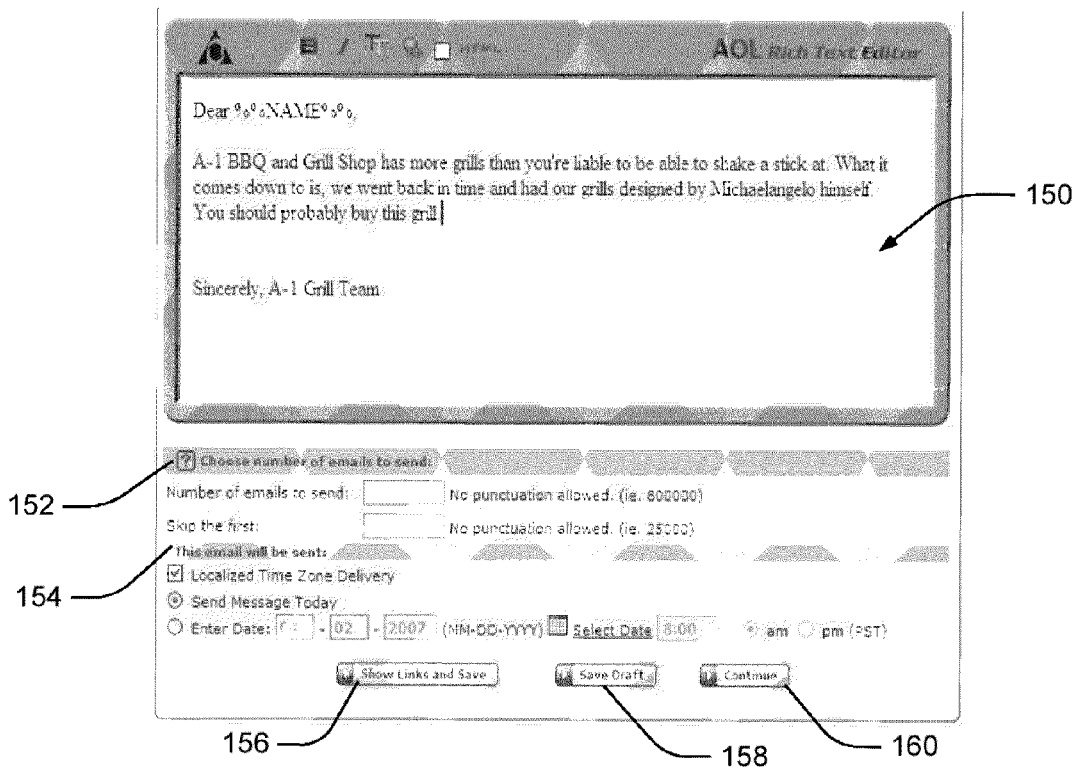 AOL Rich Text Editor
Dear %%NAME%%,
A-1 BBQ and Grill Shop has more grills than you're liable to be able to shake a stick at. What it
comes down to is, we went back in time and had our grills designed by Michaelangelo himself.
You should probably buy this grill
150
Sincerely, A-1 Grill Team
? Choose number of emails to send:
152
Number of emails to send: No punctuation allowed. (ie. 600000)
Skip the first: No punctuation allowed. (ie. 25000)
This email will be sent:
154
Localized Time Zone Delivery
Send Message Today
Enter Date: - 02 - 2007 (MM-DD-YYYY) Select Date 8:00 am pm (PST)
Show Links and Save Save Draft Continue
156 158 160